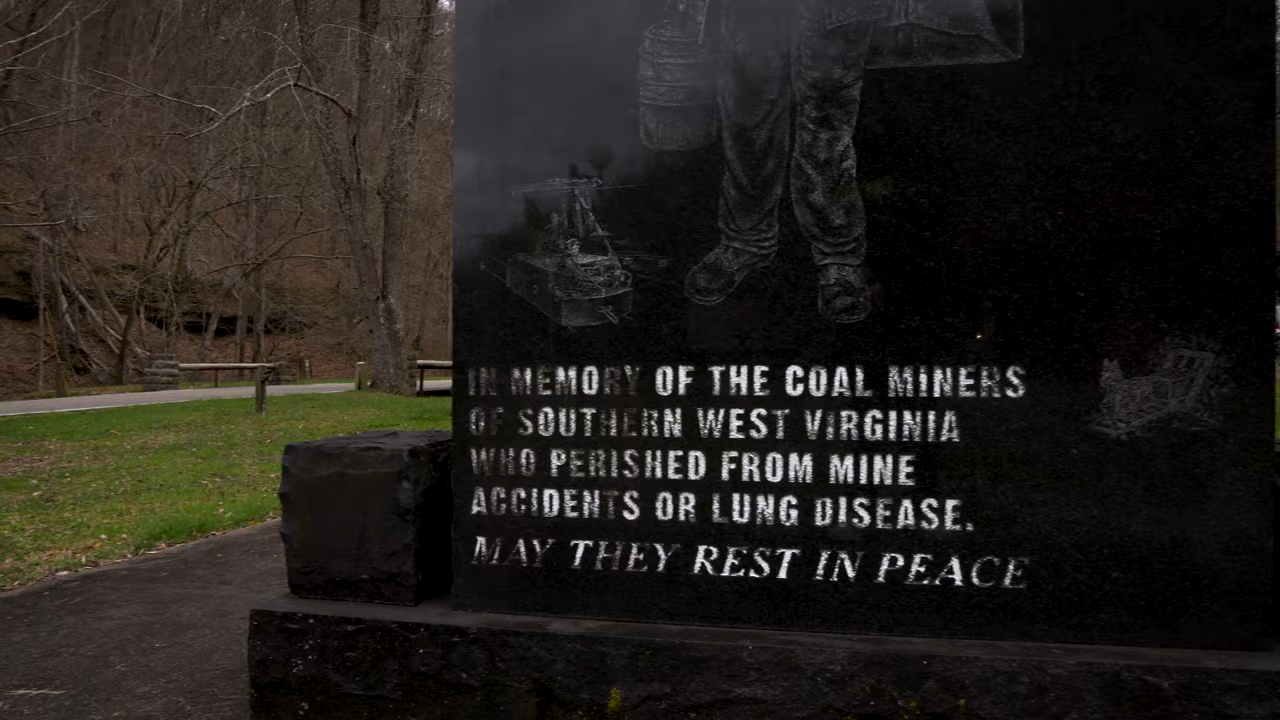 IN MEMORY OF THE COAL MINERS
OF SOUTHERN WEST VIRGINIA
WHO PERISHED FROM MINE
ACCIDENTS OR LUNG DISEASE.
MAY THEY REST IN PEACE